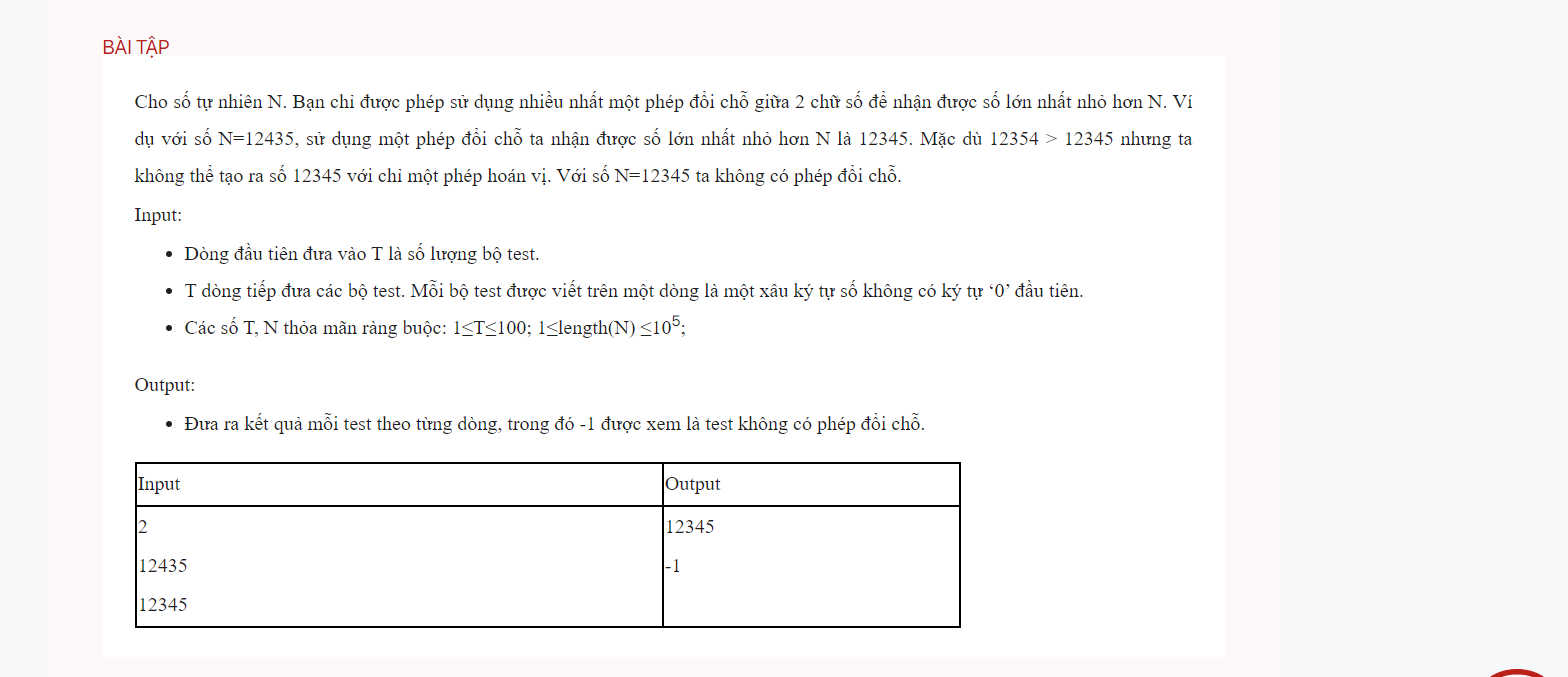 BÀI TẬP
Cho số tự nhiên N. Bạn chỉ được phép sử dụng nhiều nhất một phép đổi chỗ giữa 2 chữ số để nhận được số lớn nhất nhỏ hơn N. Ví
dụ với số N=12435, sử dụng một phép đổi chỗ ta nhận được số lớn nhất nhỏ hơn N là 12345. Mặc dù 12354 > 12345 nhưng ta
không thể tạo ra số 12345 với chỉ một phép hoán vị. Với số N=12345 ta không có phép đổi chỗ.
Input:
• Dòng đầu tiên đưa vào T là số lượng bộ test.
• T dòng tiếp đưa các bộ test. Mỗi bộ test được viết trên một dòng là một xâu ký tự số không có ký tự ‘0’ đầu tiên.
• Các số T, N thỏa mãn ràng buộc: 1≤T≤100; 1≤length(N) ≤10⁵;
Output:
• Đưa ra kết quả mỗi test theo từng dòng, trong đó -1 được xem là test không có phép đổi chỗ.
Input Output
2 12345
12435 -1
12345